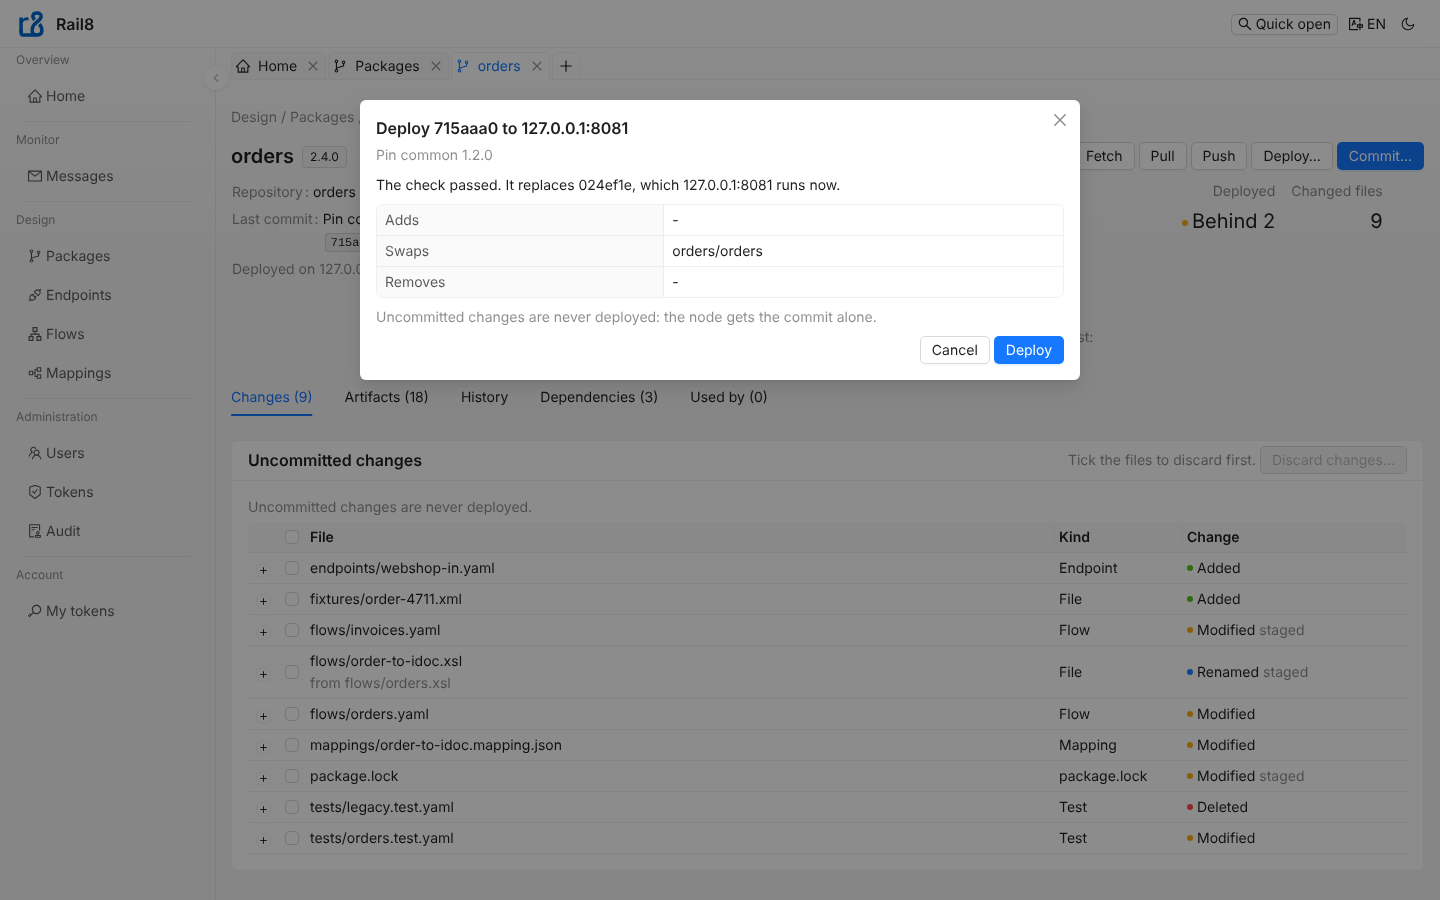 r8 Rail8
Quick open
EN
Overview
Home
Monitor
Messages
Design
Packages
Endpoints
Flows
Mappings
Administration
Users
Tokens
Audit
Account
My tokens
Home
Packages
orders
Design / Packages
orders 2.4.0
Fetch
Pull
Push
Deploy...
Commit...
Repository: orders
Last commit: Pin
Deployed on
Deployed
Behind 2
Changed files
9
Deploy 715aaa0 to 127.0.0.1:8081
Pin common 1.2.0
The check passed. It replaces 024ef1e, which 127.0.0.1:8081 runs now.
Adds -
Swaps orders/orders
Removes -
Uncommitted changes are never deployed: the node gets the commit alone.
Cancel
Deploy
Changes (9)
Artifacts (18)
History
Dependencies (3)
Used by (0)
Uncommitted changes
Tick the files to discard first.
Discard changes...
Uncommitted changes are never deployed.
File Kind Change
+ endpoints/webshop-in.yaml Endpoint Added
+ fixtures/order-4711.xml File Added
+ flows/invoices.yaml Flow Modified staged
+ flows/order-to-idoc.xsl File Renamed staged
from flows/orders.xsl
+ flows/orders.yaml Flow Modified
+ mappings/order-to-idoc.mapping.json Mapping Modified
+ package.lock package.lock Modified staged
+ tests/legacy.test.yaml Test Deleted
+ tests/orders.test.yaml Test Modified